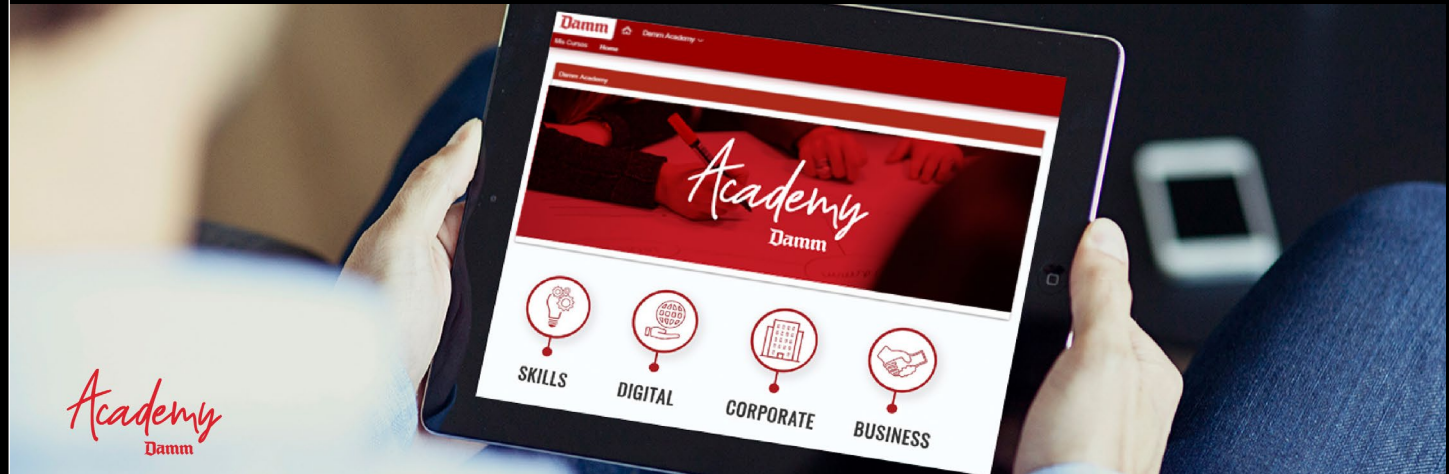 Damm
Damm Academy
Mis Cursos Home
Damm Academy
Academy
Damm
SKILLS
DIGITAL
CORPORATE
BUSINESS
Academy
Damm